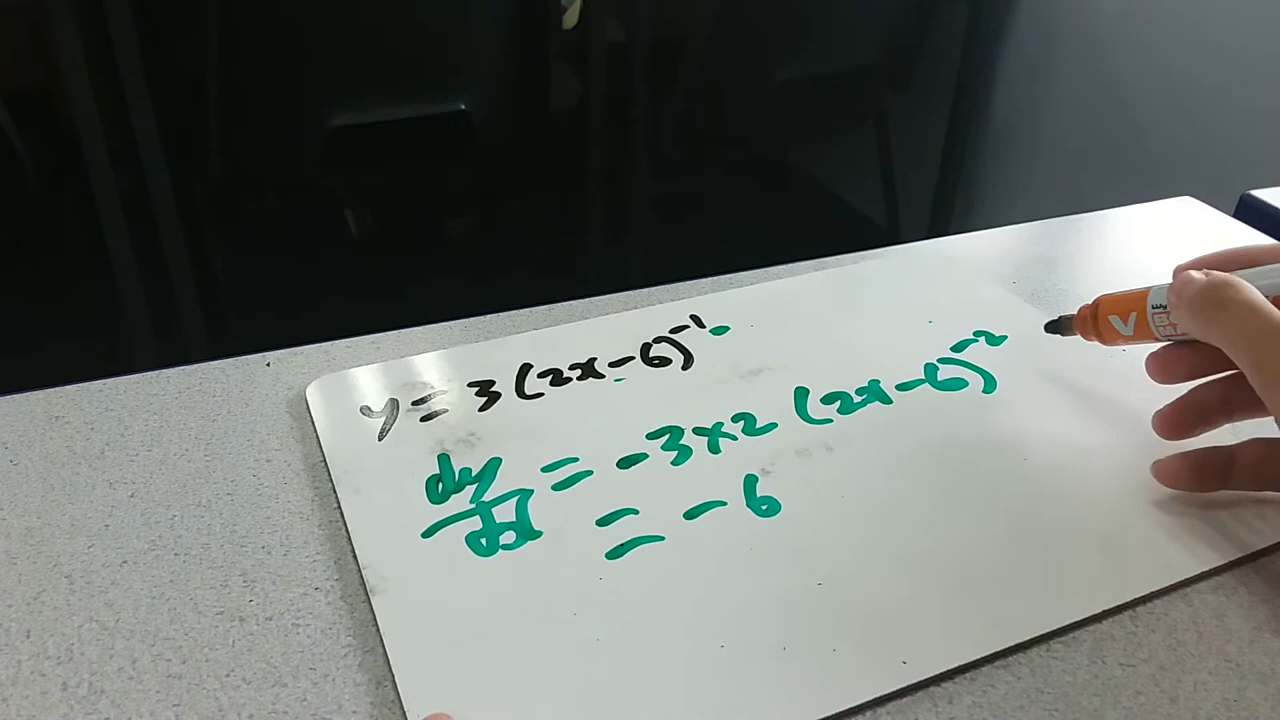 y = 3(2x-6)⁻¹
dy/dx = -3×2 (2x-6)⁻²
= -6
V